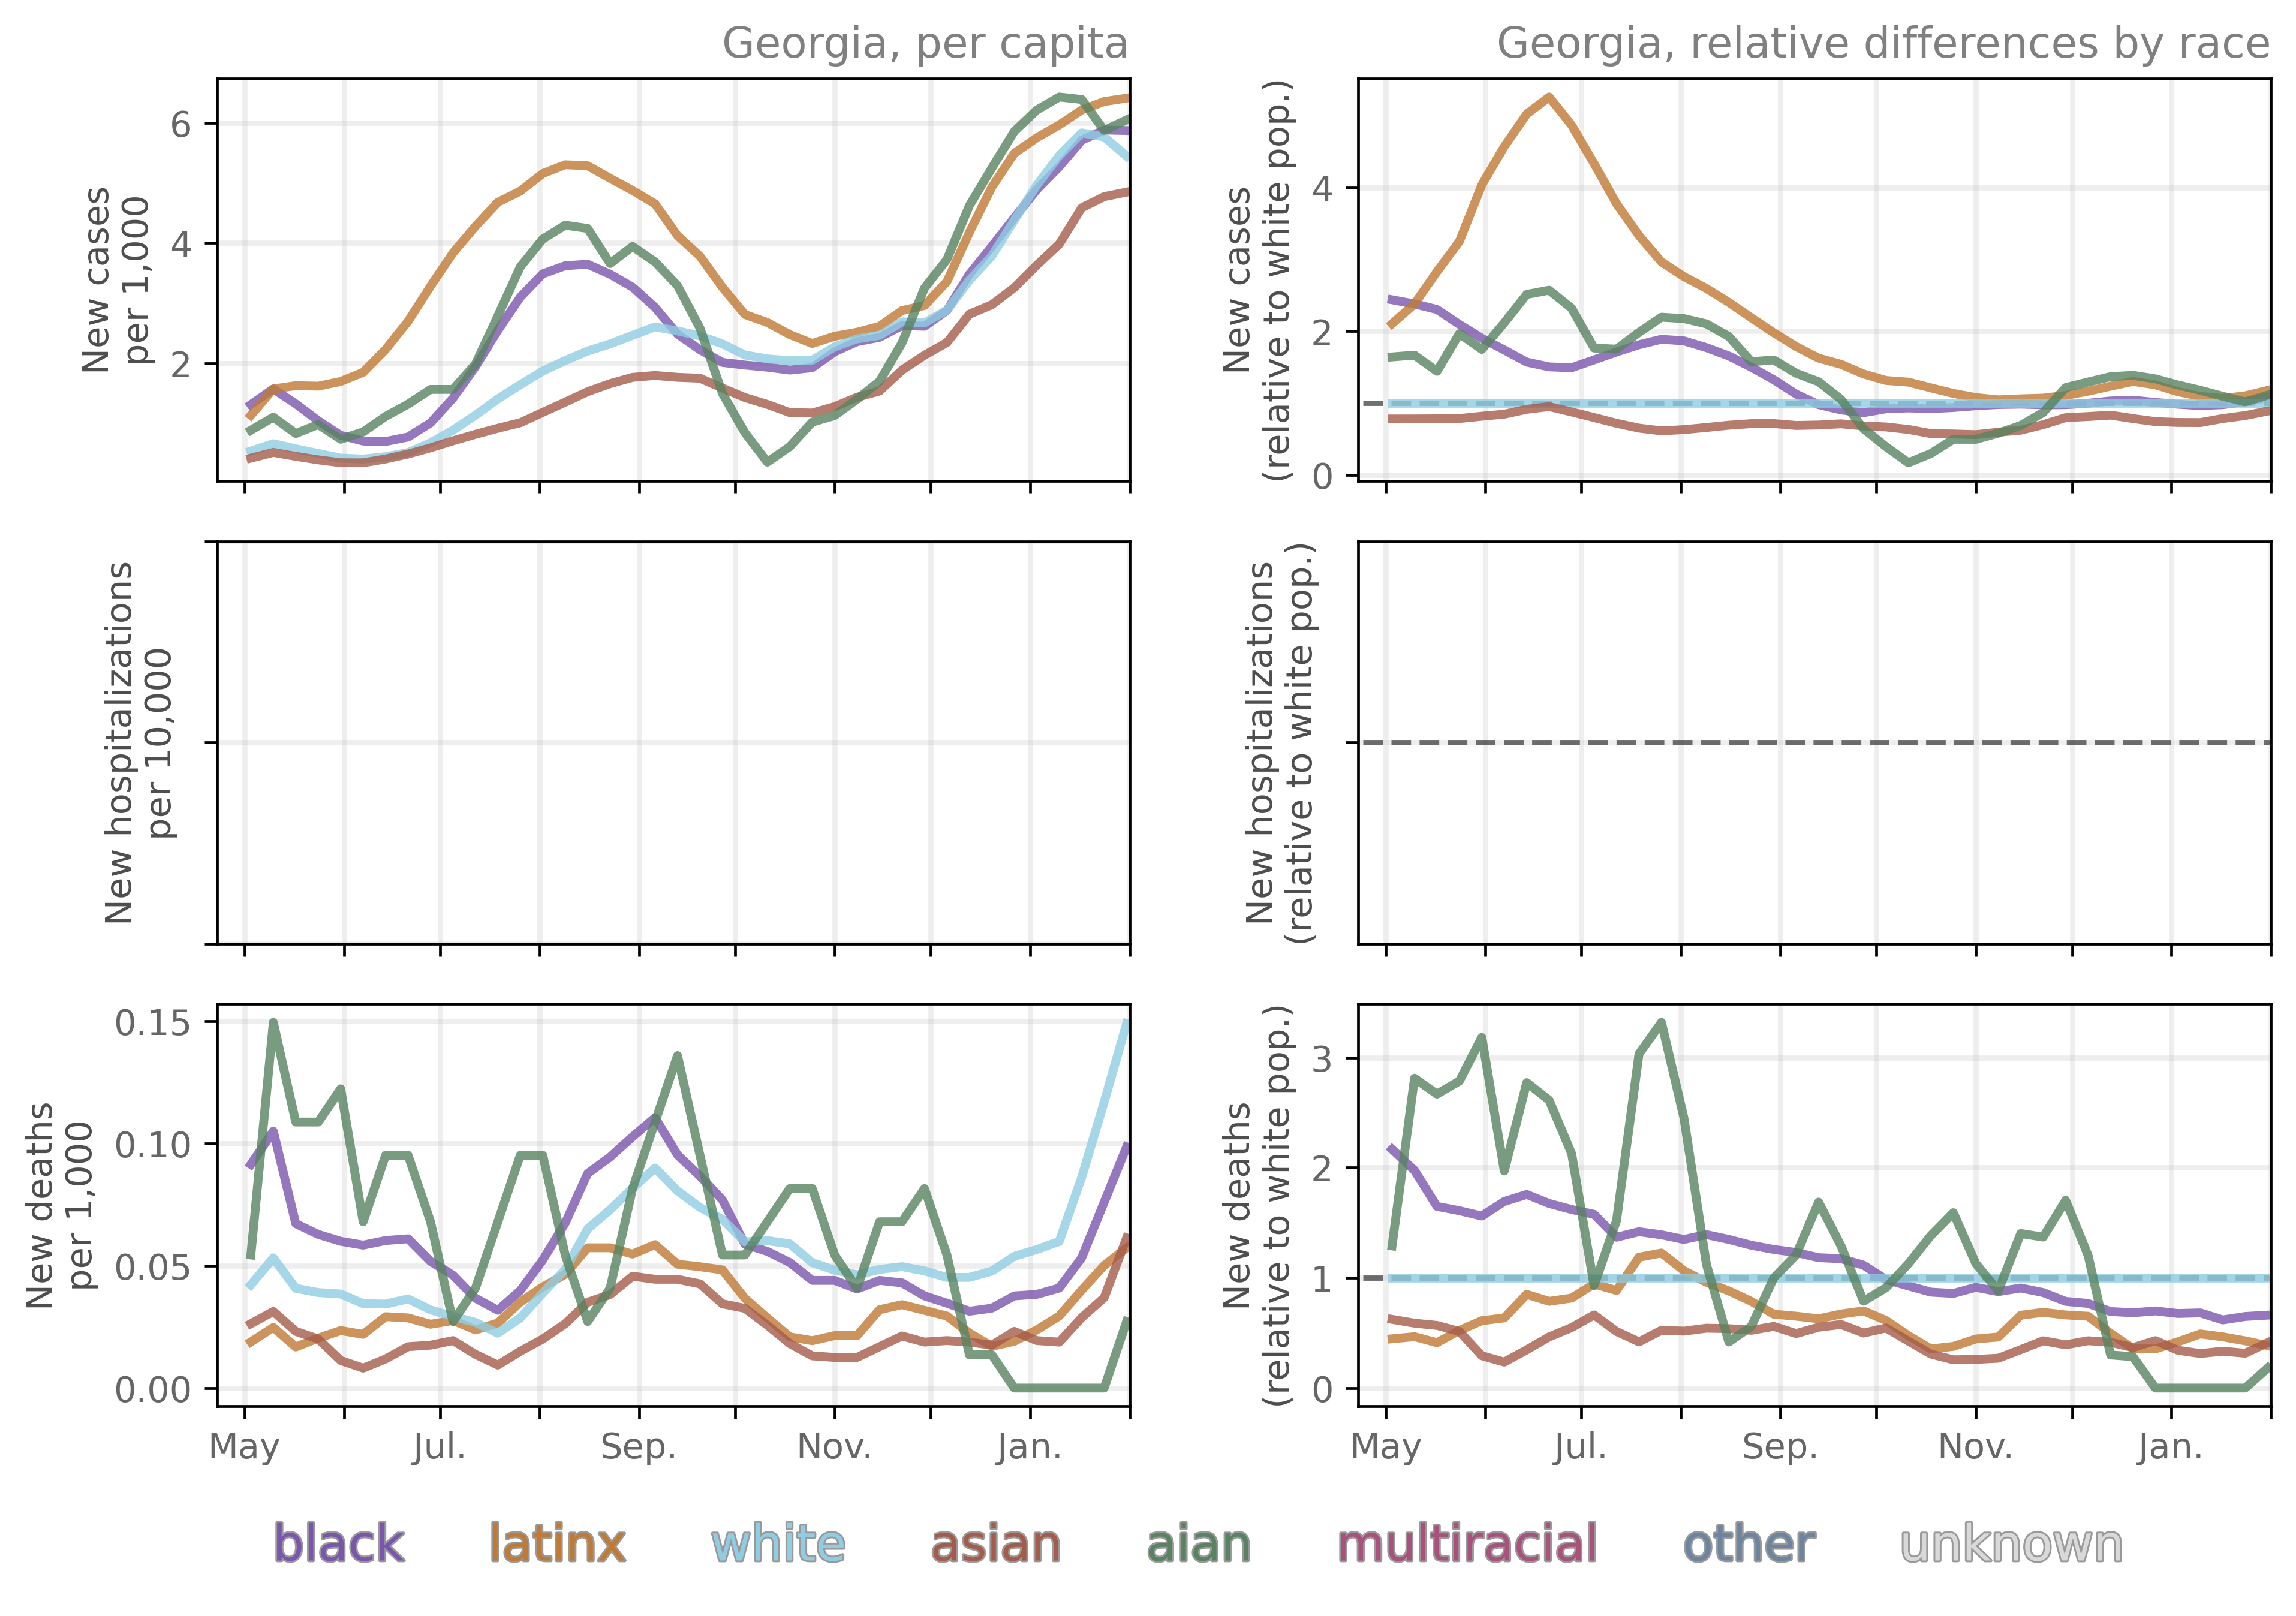 Georgia, per capita
Georgia, relative differences by race
New cases
per 1,000
6
4
2
New cases
(relative to white pop.)
4
2
0
New hospitalizations
per 10,000
New hospitalizations
(relative to white pop.)
New deaths
per 1,000
0.15
0.10
0.05
0.00
New deaths
(relative to white pop.)
3
2
1
0
May Jul. Sep. Nov. Jan.
May Jul. Sep. Nov. Jan.
black latinx white asian aian multiracial other unknown